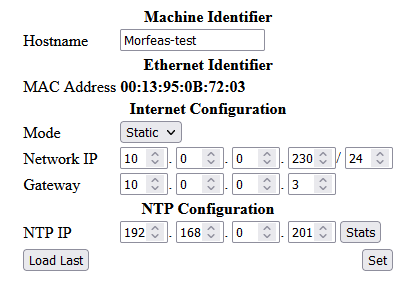 Machine Identifier
Hostname Morfeas-test
Ethernet Identifier
MAC Address 00:13:95:0B:72:03
Internet Configuration
Mode Static
Network IP 10 . 0 . 0 . 230 / 24
Gateway 10 . 0 . 0 . 3
NTP Configuration
NTP IP 192 . 168 . 0 . 201 Stats
Load Last Set